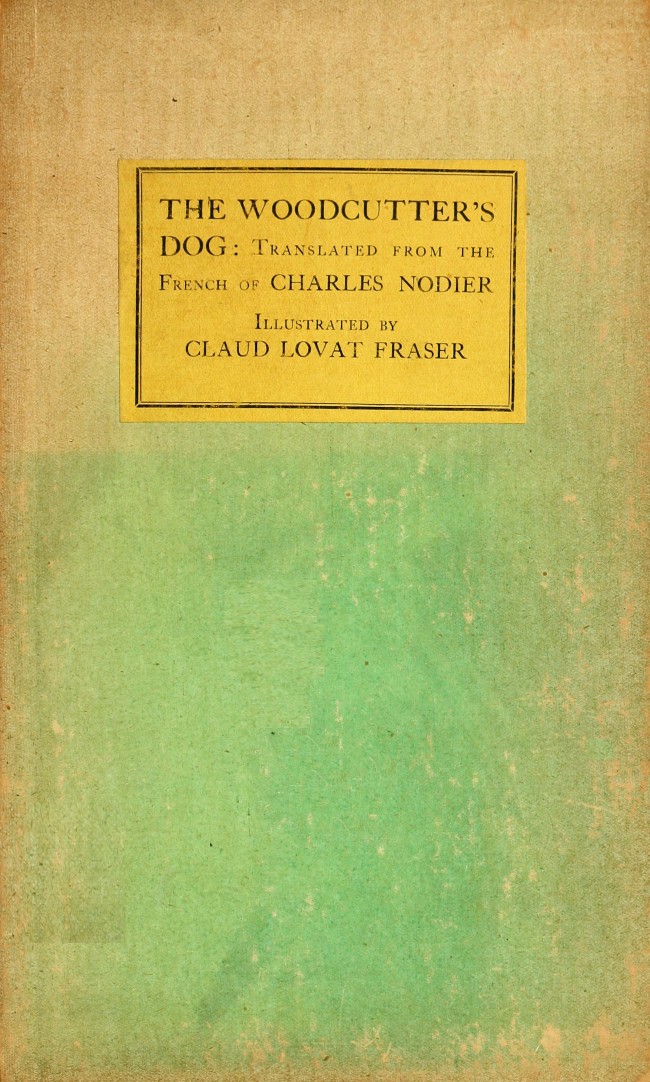 THE WOODCUTTER'S
DOG: TRANSLATED FROM THE
FRENCH OF CHARLES NODIER
ILLUSTRATED BY
CLAUD LOVAT FRASER